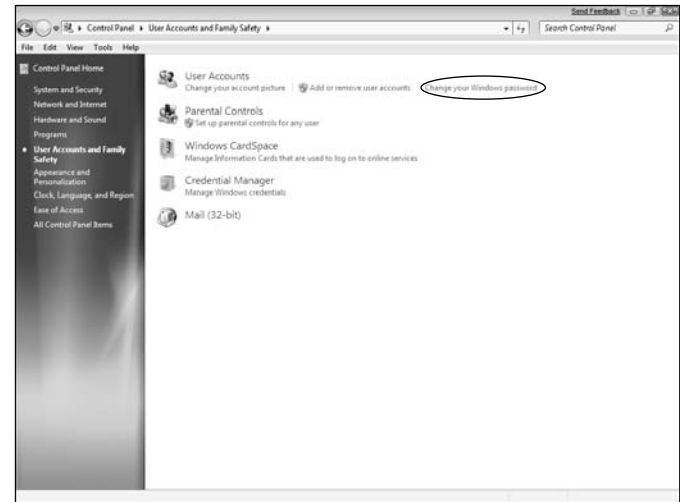 Send Feedback
Control Panel ▸ User Accounts and Family Safety ▸
Search Control Panel
File Edit View Tools Help
Control Panel Home
System and Security
Network and Internet
Hardware and Sound
Programs
User Accounts and Family
Safety
Appearance and
Personalization
Clock, Language, and Region
Ease of Access
All Control Panel Items
User Accounts
Change your account picture Add or remove user accounts Change your Windows password
Parental Controls
Set up parental controls for any user
Windows CardSpace
Manage Information Cards that are used to log on to online services
Credential Manager
Manage Windows credentials
Mail (32-bit)